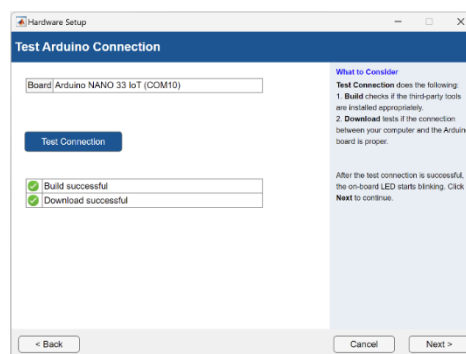 Hardware Setup
Test Arduino Connection
Board Arduino NANO 33 IoT (COM10)
Test Connection
Build successful
Download successful
What to Consider
Test Connection does the following:
1. Build checks if the third-party tools
are installed appropriately.
2. Download tests if the connection
between your computer and the Arduino
board is proper.
After the test connection is successful,
the on-board LED starts blinking. Click
Next to continue.
< Back
Cancel
Next >